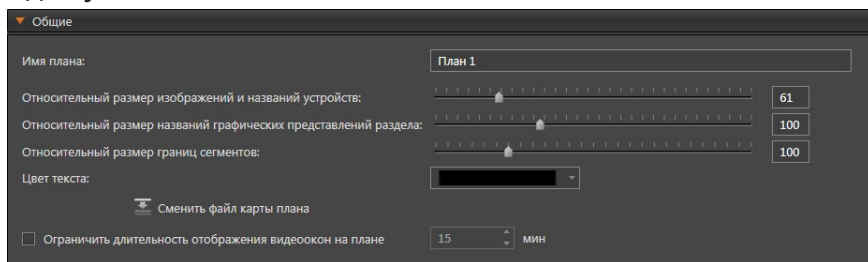 Общие
Имя плана: План 1
Относительный размер изображений и названий устройств: 61
Относительный размер названий графических представлений раздела: 100
Относительный размер границ сегментов: 100
Цвет текста:
Сменить файл карты плана
Ограничить длительность отображения видеоокон на плане 15 мин